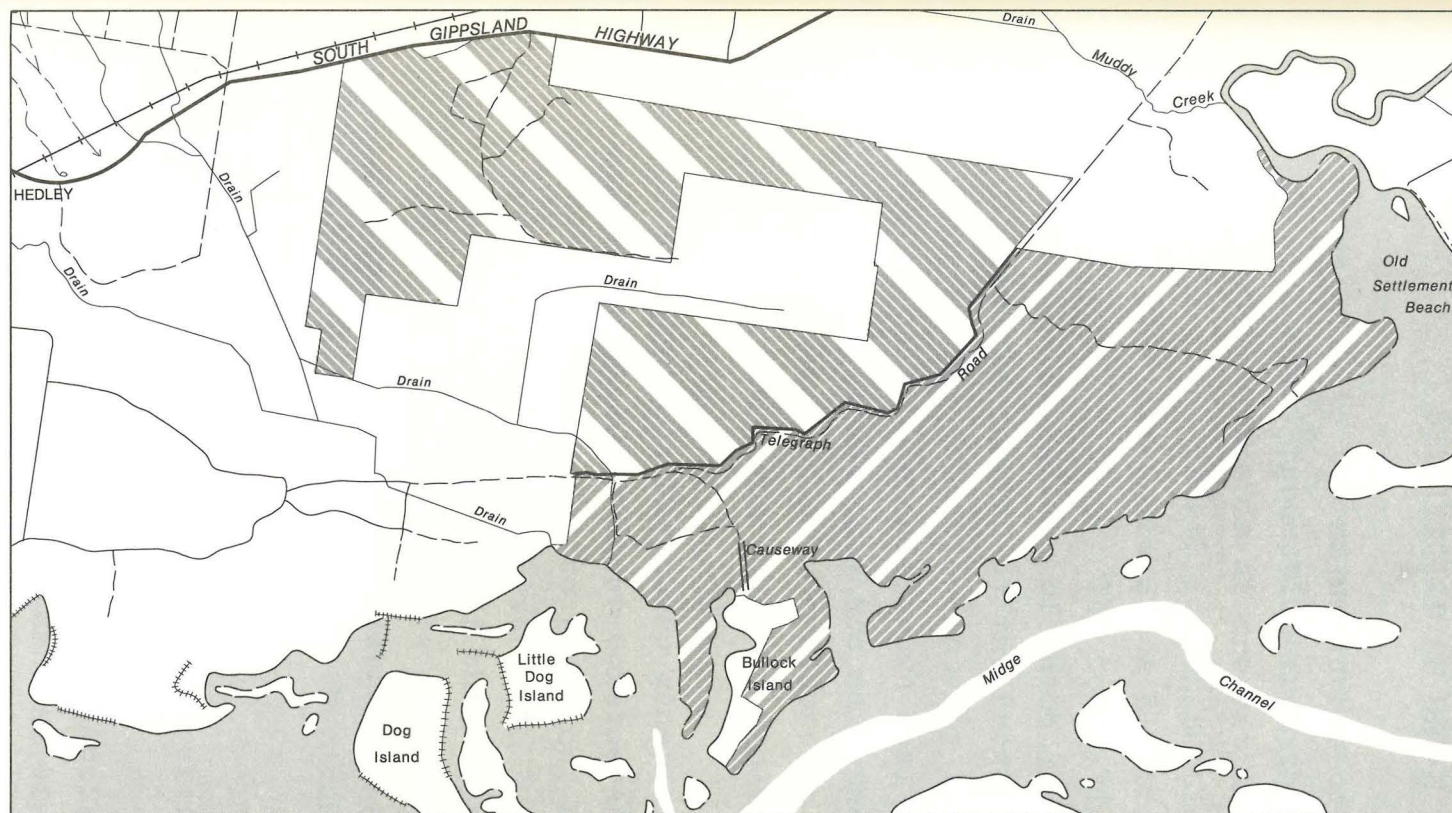 SOUTH GIPPSLAND HIGHWAY
Drain
Muddy
Creek
HEDLEY
Drain
Drain
Drain
Old
Settlement
Beach
Drain
Road
Telegraph
Drain
Causeway
Little
Dog
Island
Bullock
Island
Midge
Channel
Dog
Island